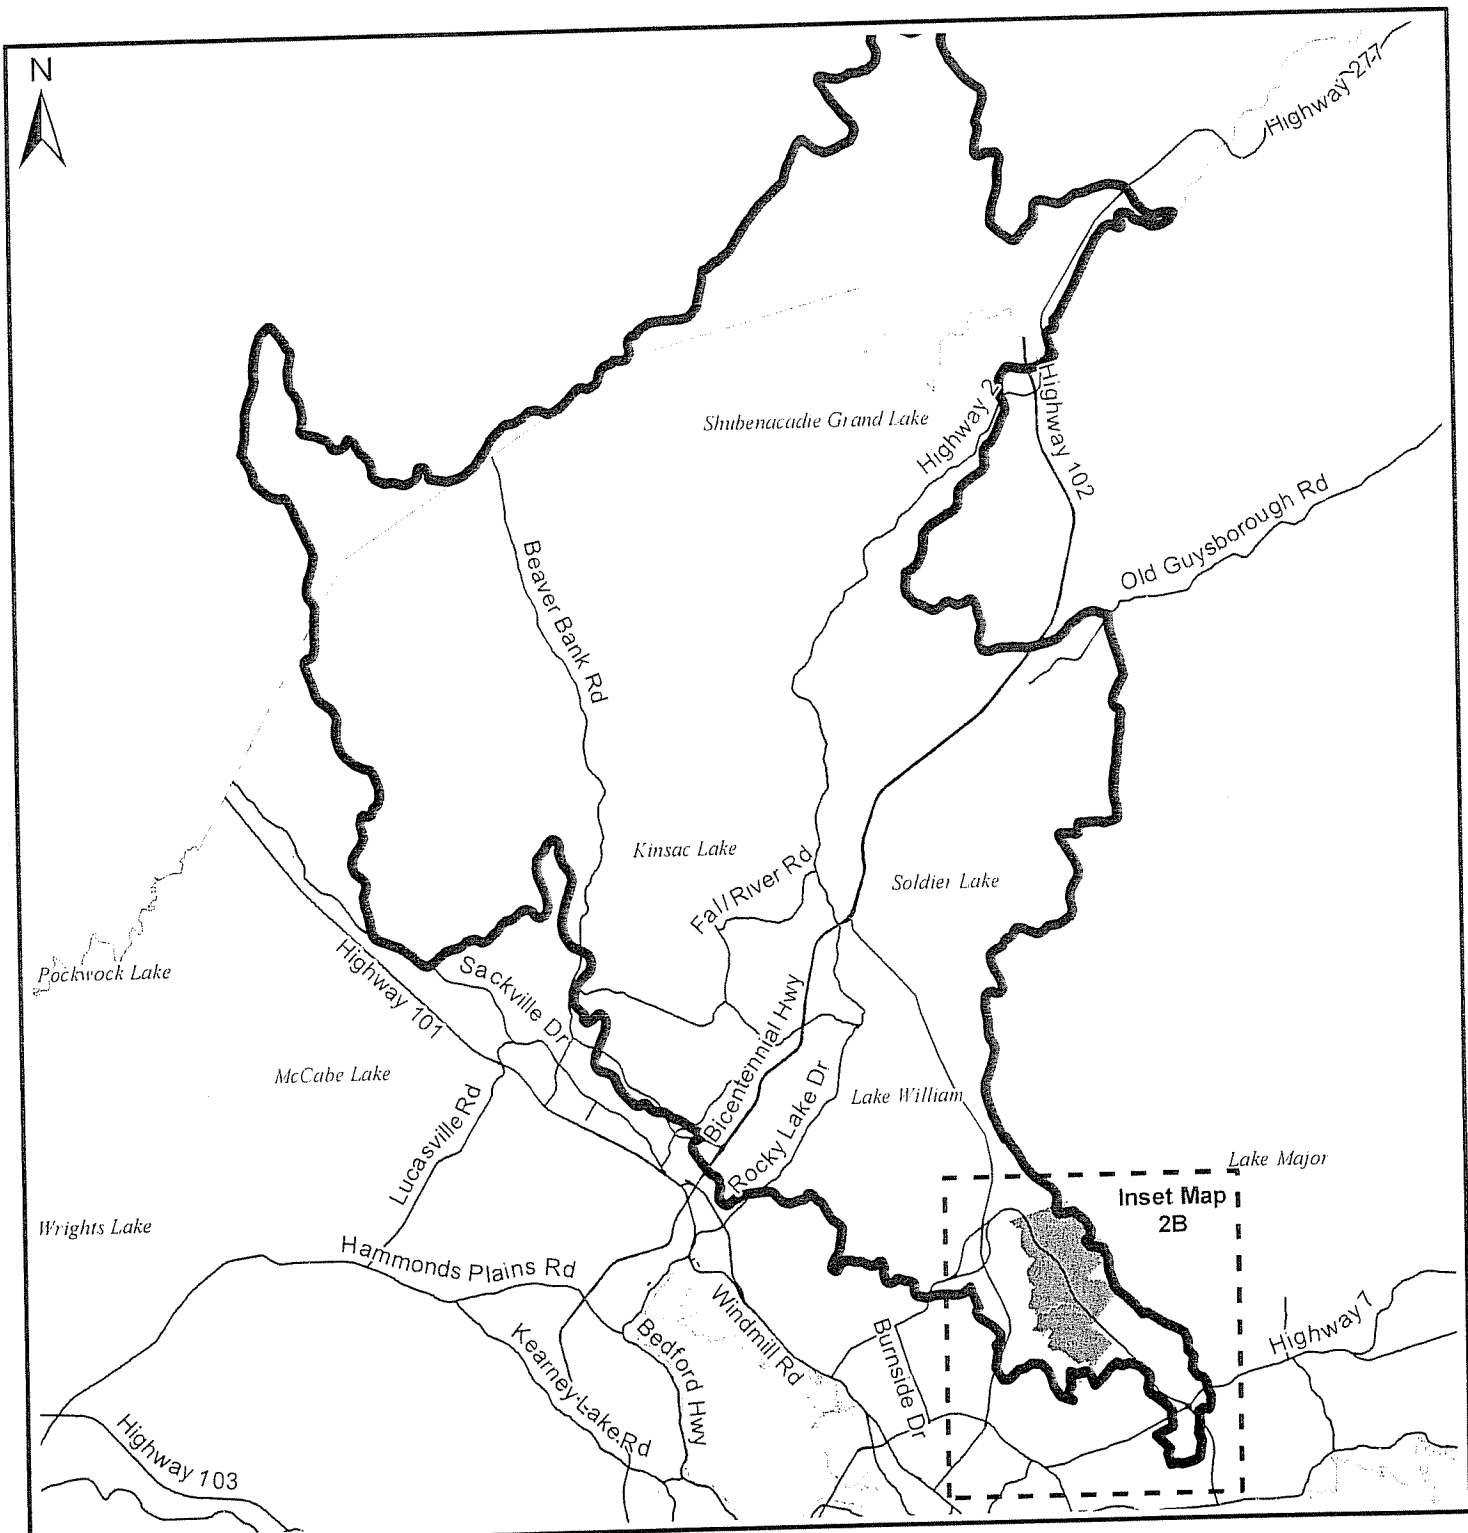 N
Highway 277
Shubenacadie Grand Lake
Highway 2
Highway 102
Old Guysborough Rd
Beaver Bank Rd
Kinsac Lake
Fall River Rd
Soldier Lake
Pockwock Lake
Highway 101
Sackville Dr
Bicentennial Hwy
McCabe Lake
Lucasville Rd
Rocky Lake Dr
Lake William
Lake Major
Inset Map
2B
Wrights Lake
Hammonds Plains Rd
Windmill Rd
Bedford Hwy
Burnside Dr
Kearney Lake Rd
Highway 7
Highway 103